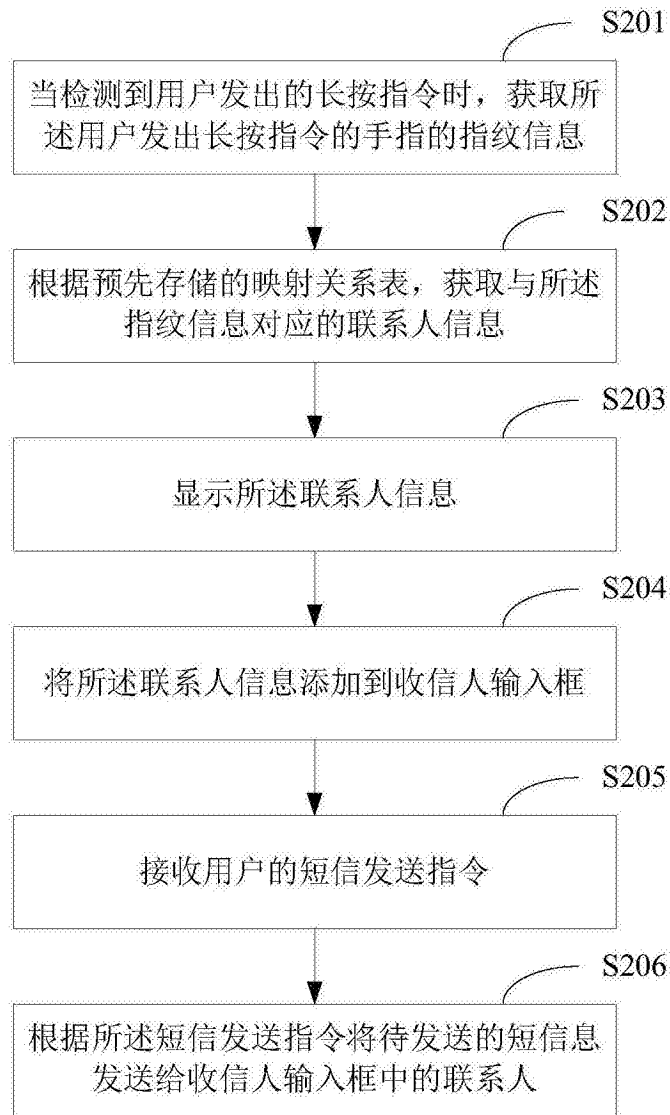 S201
当检测到用户发出的长按指令时，获取所
述用户发出长按指令的手指的指纹信息
S202
根据预先存储的映射关系表，获取与所述
指纹信息对应的联系人信息
S203
显示所述联系人信息
S204
将所述联系人信息添加到收信人输入框
S205
接收用户的短信发送指令
S206
根据所述短信发送指令将待发送的短信息
发送给收信人输入框中的联系人